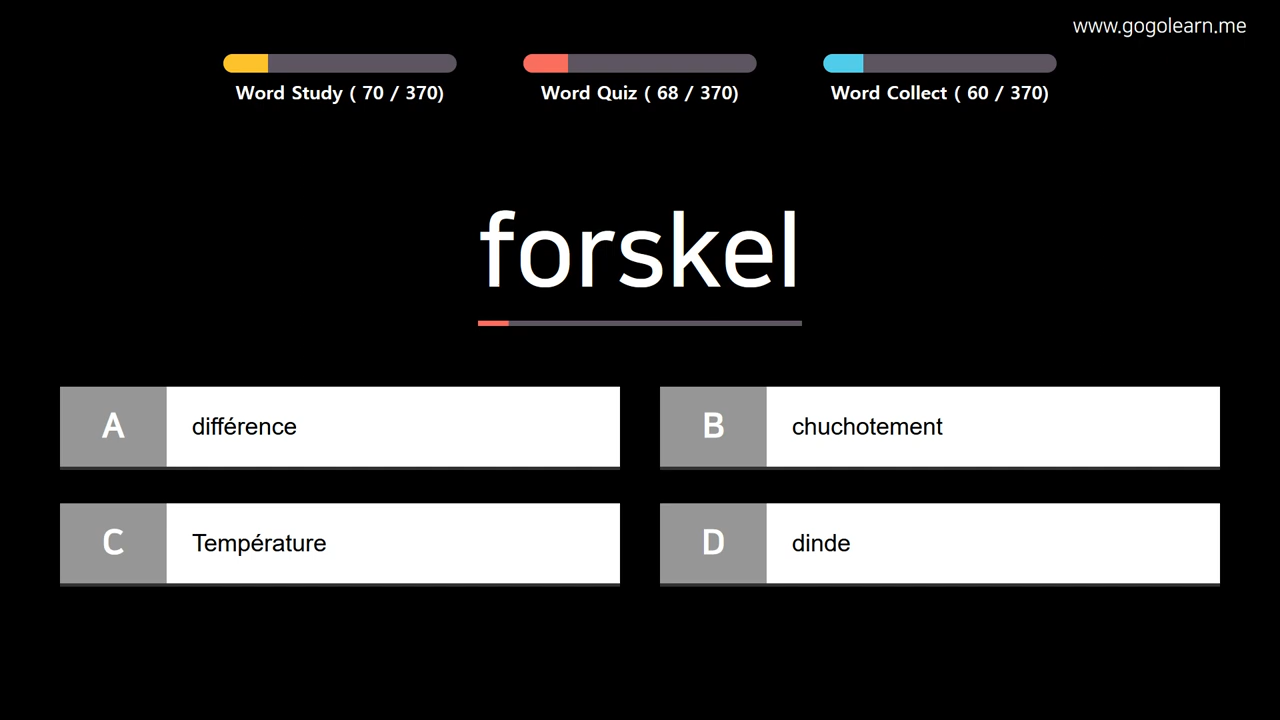 www.gogolearn.me
Word Study ( 70 / 370)
Word Quiz ( 68 / 370)
Word Collect ( 60 / 370)
forskel
A différence
B chuchotement
C Température
D dinde